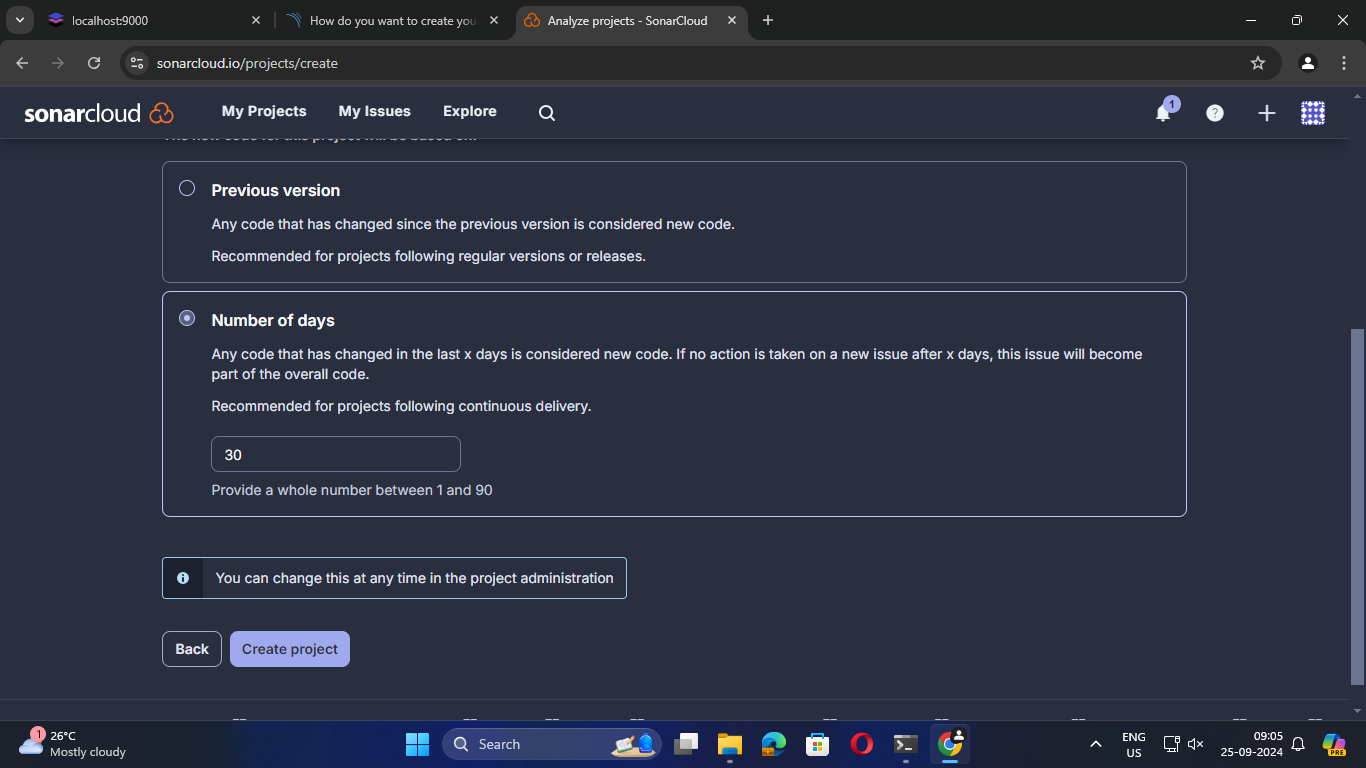 localhost:9000
How do you want to create you
Analyze projects - SonarCloud
sonarcloud.io/projects/create
sonarcloud
My Projects
My Issues
Explore
1
Previous version
Any code that has changed since the previous version is considered new code.
Recommended for projects following regular versions or releases.
Number of days
Any code that has changed in the last x days is considered new code. If no action is taken on a new issue after x days, this issue will become
part of the overall code.
Recommended for projects following continuous delivery.
30
Provide a whole number between 1 and 90
You can change this at any time in the project administration
Back
Create project
1
26°C
Mostly cloudy
Search
ENG
US
09:05
25-09-2024
PRE